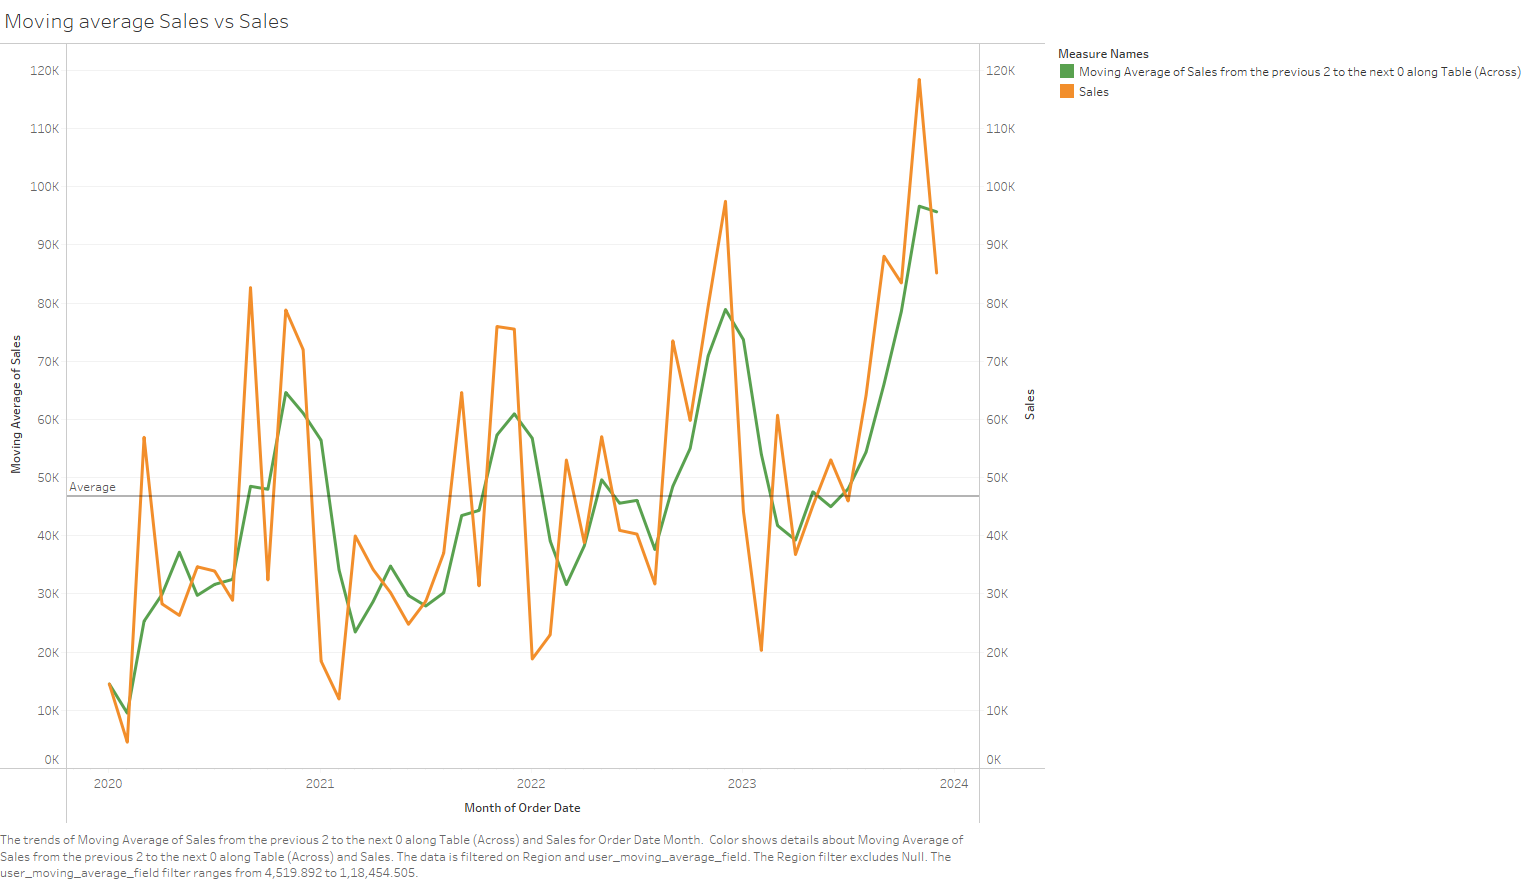 Moving average Sales vs Sales
Measure Names
Moving Average of Sales from the previous 2 to the next 0 along Table (Across)
Sales
120K
110K
100K
90K
80K
70K
60K
50K
40K
30K
20K
10K
0K
Moving Average of Sales
Average
120K
110K
100K
90K
80K
70K
60K
50K
40K
30K
20K
10K
0K
Sales
2020
2021
2022
2023
2024
Month of Order Date
The trends of Moving Average of Sales from the previous 2 to the next 0 along Table (Across) and Sales for Order Date Month.  Color shows details about Moving Average of
Sales from the previous 2 to the next 0 along Table (Across) and Sales. The data is filtered on Region and user_moving_average_field. The Region filter excludes Null. The
user_moving_average_field filter ranges from 4,519.892 to 1,18,454.505.